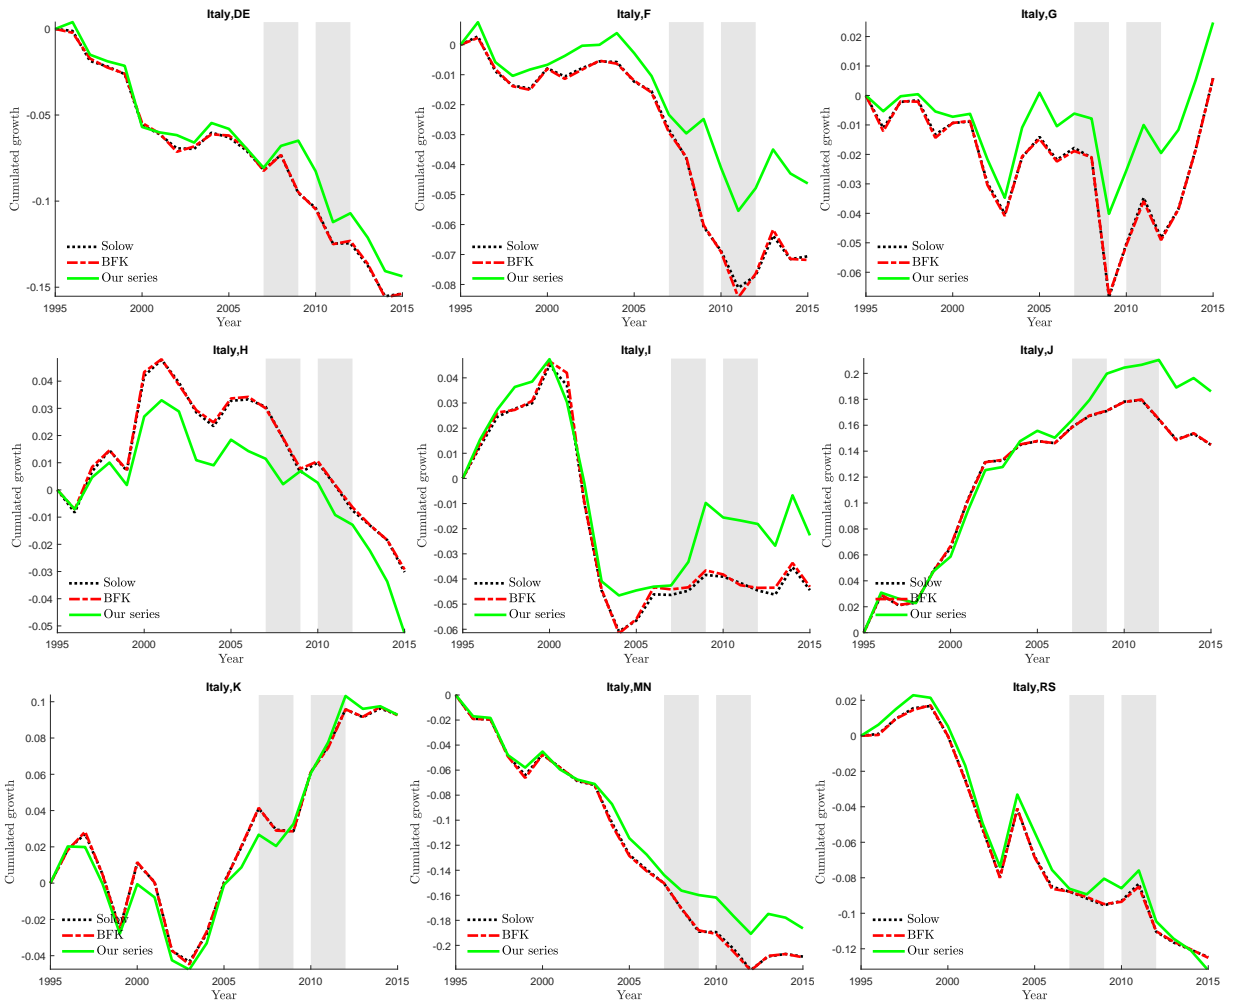 Italy,DE
0
-0.05
-0.1
-0.15
Cumulated growth
Solow
BFK
Our series
1995 2000 2005 2010 2015
Year
Italy,F
0
-0.01
-0.02
-0.03
-0.04
-0.05
-0.06
-0.07
-0.08
Cumulated growth
Solow
BFK
Our series
1995 2000 2005 2010 2015
Year
Italy,G
0.02
0.01
0
-0.01
-0.02
-0.03
-0.04
-0.05
-0.06
Cumulated growth
Solow
BFK
Our series
1995 2000 2005 2010 2015
Year
Italy,H
0.04
0.03
0.02
0.01
0
-0.01
-0.02
-0.03
-0.04
-0.05
Cumulated growth
Solow
BFK
Our series
1995 2000 2005 2010 2015
Year
Italy,I
0.04
0.03
0.02
0.01
0
-0.01
-0.02
-0.03
-0.04
-0.05
-0.06
Cumulated growth
Solow
BFK
Our series
1995 2000 2005 2010 2015
Year
Italy,J
0.2
0.18
0.16
0.14
0.12
0.1
0.08
0.06
0.04
0.02
0
Cumulated growth
Solow
BFK
Our series
1995 2000 2005 2010 2015
Year
Italy,K
0.1
0.08
0.06
0.04
0.02
0
-0.02
-0.04
Cumulated growth
Solow
BFK
Our series
1995 2000 2005 2010 2015
Year
Italy,MN
0
-0.02
-0.04
-0.06
-0.08
-0.1
-0.12
-0.14
-0.16
-0.18
-0.2
Cumulated growth
Solow
BFK
Our series
1995 2000 2005 2010 2015
Year
Italy,RS
0.02
0
-0.02
-0.04
-0.06
-0.08
-0.1
-0.12
Cumulated growth
Solow
BFK
Our series
1995 2000 2005 2010 2015
Year